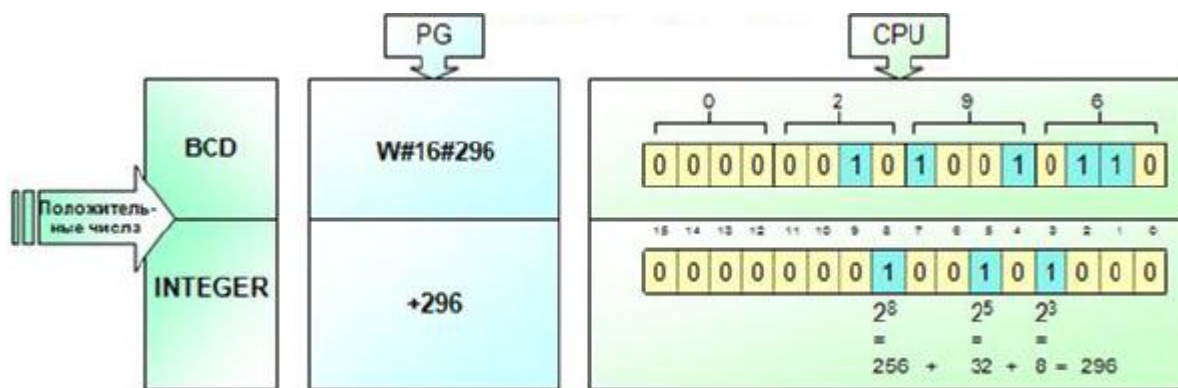 PG
CPU
BCD
W#16#296
0 2 9 6
0 0 0 0 0 0 1 0 1 0 0 1 0 1 1 0
Положитель-
ные числа
15 14 13 12 11 10 9 8 7 6 5 4 3 2 1 0
INTEGER
+296
0 0 0 0 0 0 0 1 0 0 1 0 1 0 0 0
2⁸ 2⁵ 2³
= = =
256 + 32 + 8 = 296